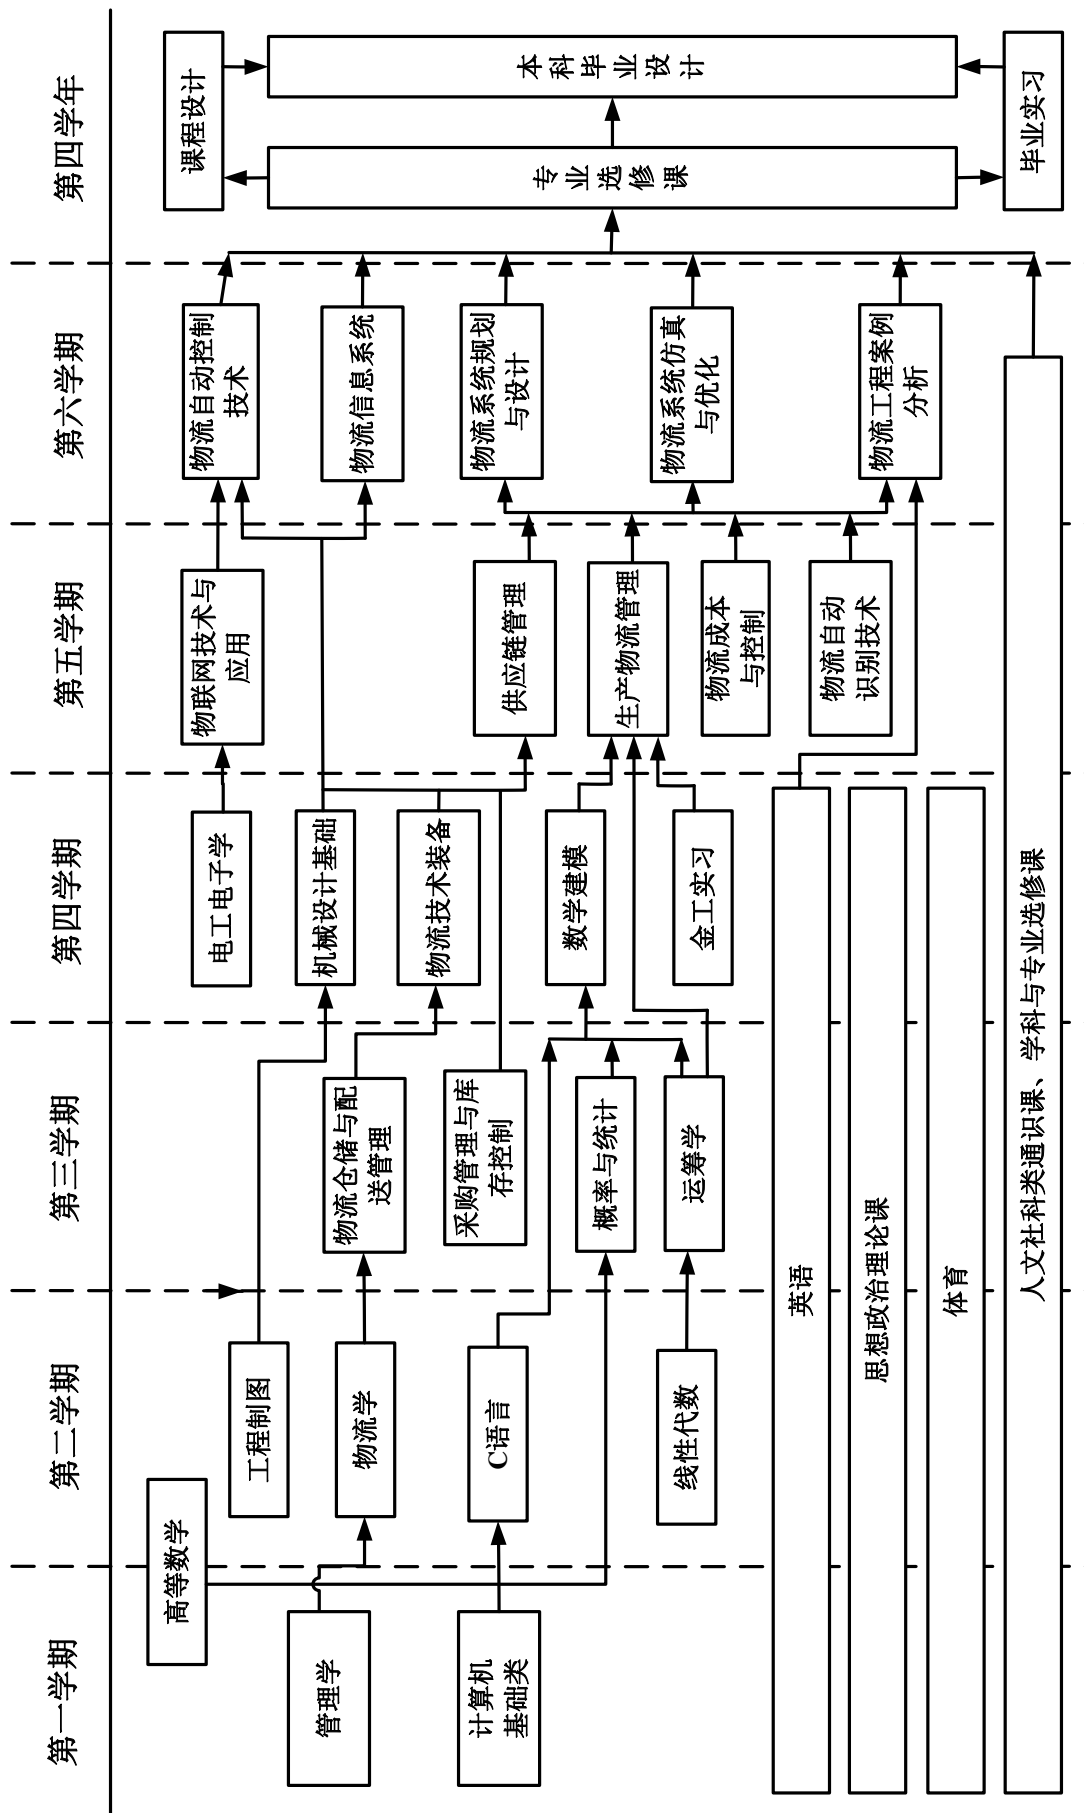 第一学期
第二学期
第三学期
第四学期
第五学期
第六学期
第四学年
高等数学
管理学
计算机
基础类
工程制图
物流学
C语言
线性代数
物流仓储与配
送管理
采购管理与库
存控制
概率与统计
运筹学
电工电子学
机械设计基础
物流技术装备
数学建模
金工实习
物联网技术与
应用
供应链管理
生产物流管理
物流成本
与控制
物流自动
识别技术
物流自动控制
技术
物流信息系统
物流系统规划
与设计
物流系统仿真
与优化
物流工程案例
分析
英语
思想政治理论课
体育
人文社科类通识课、学科与专业选修课
课程设计
专业选修课
本科毕业设计
毕业实习